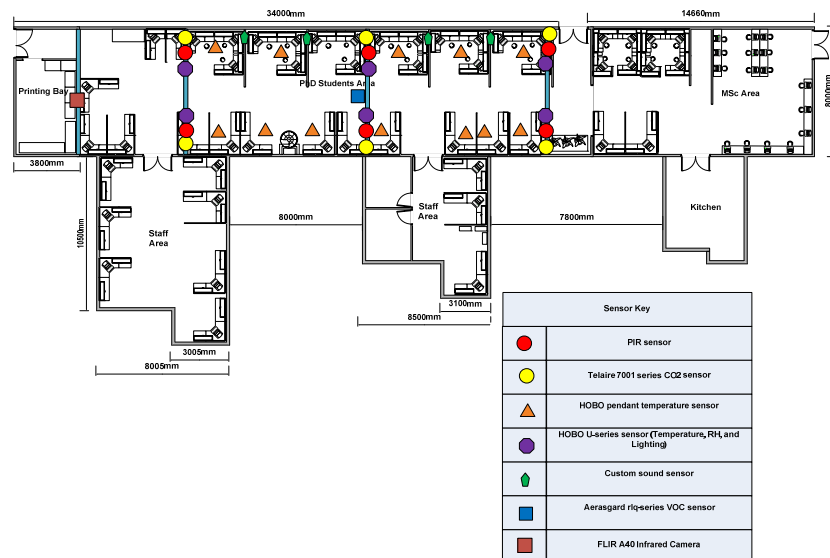 34000mm
14660mm
Printing Bay
PhD Students Area
MSc Area
8000mm
3800mm
Staff
Area
8000mm
Staff
Area
7800mm
Kitchen
10500mm
3100mm
8500mm
3005mm
8005mm
Sensor Key
PIR sensor
Telaire 7001 series CO2 sensor
HOBO pendant temperature sensor
HOBO U-series sensor (Temperature, RH, and
Lighting)
Custom sound sensor
Aerasgard rlq-series VOC sensor
FLIR A40 Infrared Camera